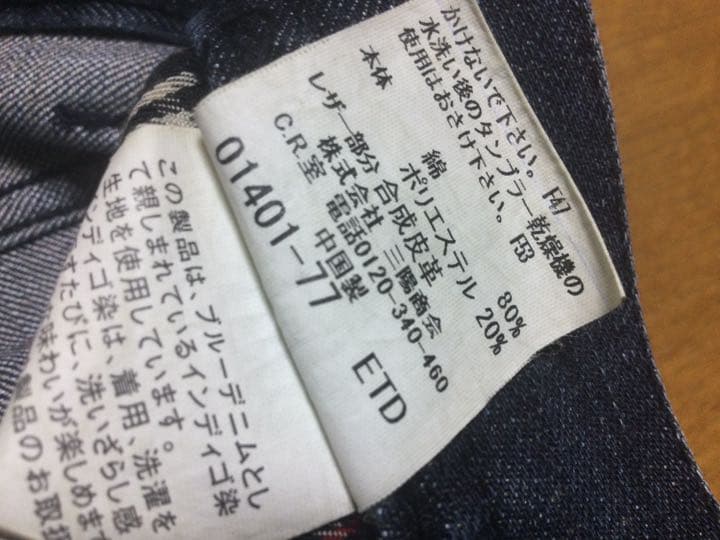 かけないで下さい。 F47
水洗い後のタンブラー乾燥機の
使用はおさけ下さい。 F53
本体 綿 80%
ポリエステル 20%
レザー部分 合成皮革
株式会社 三陽商会
C.R.室 電話0120-340-460
中国製
01401-77 ETD
この製品は、ブルーデニムとし
て親しまれているインディゴ染
生地を使用しています。
ンディゴ染は、着用、洗濯を
すたびに、洗いざらし感
味わいが楽しめます
製品のお取扱